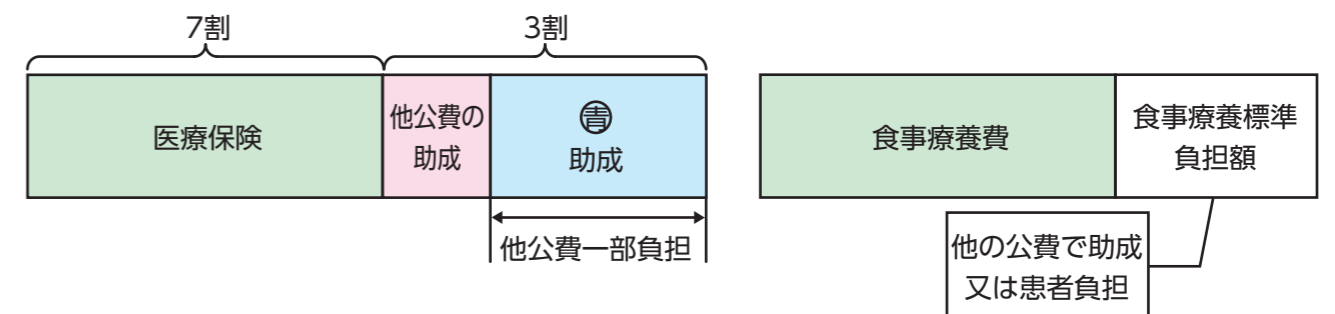 7割
3割
医療保険
他公費の
助成
㊮
助成
他公費一部負担
食事療養費
食事療養標準
負担額
他の公費で助成
又は患者負担